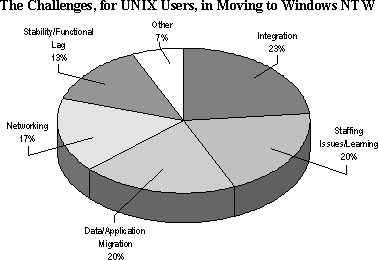 The Challenges, for UNIX Users, in Moving to Windows NT W
Other
7%
Stability/Functional
Lag
13%
Integration
23%
Networking
17%
Staffing
Issues/Learning
20%
Data/Application
Migration
20%